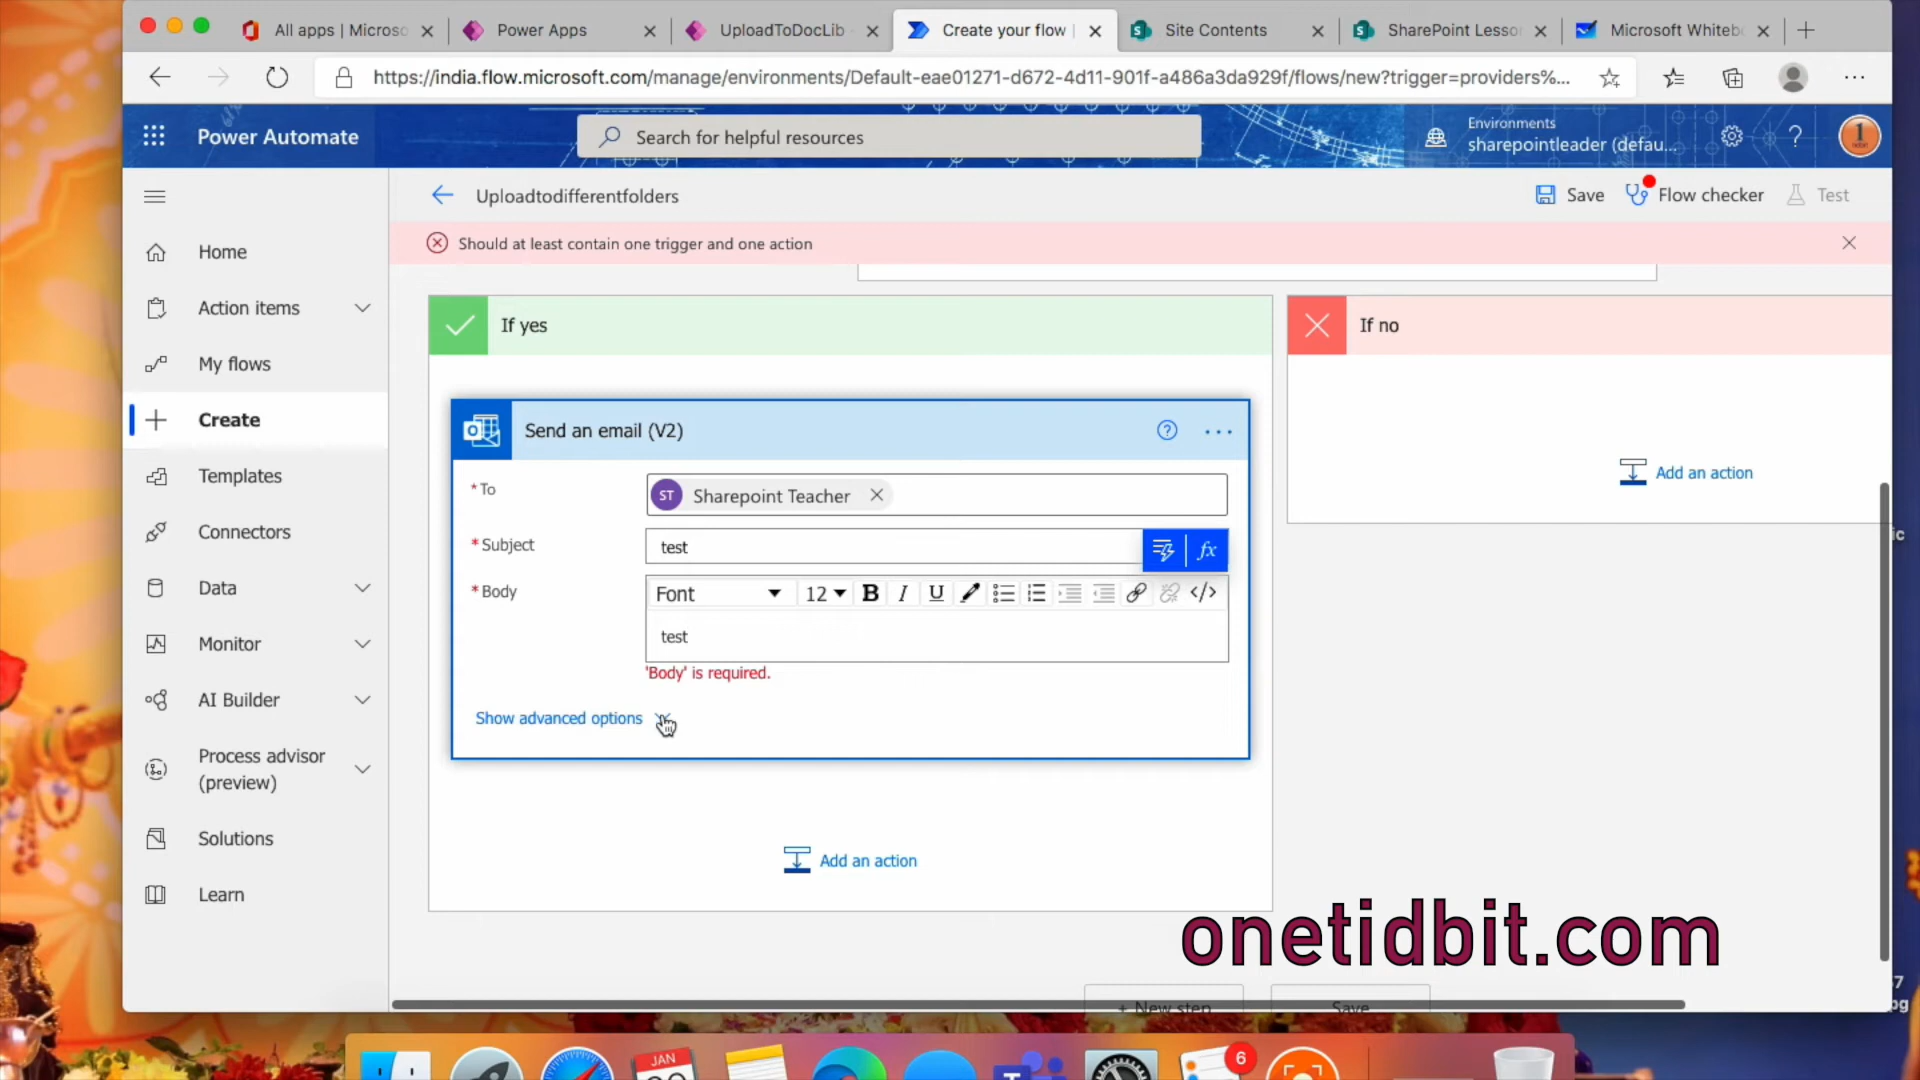 All apps | Microso
Power Apps
UploadToDocLib
Create your flow |
Site Contents
SharePoint Lesso
Microsoft Whiteb
https://india.flow.microsoft.com/manage/environments/Default-eae01271-d672-4d11-901f-a486a3da929f/flows/new?trigger=providers%...
Power Automate
Search for helpful resources
Environments
sharepointleader (defau...
Uploadtodifferentfolders
Save
Flow checker
Test
Should at least contain one trigger and one action
Home
Action items
My flows
Create
Templates
Connectors
Data
Monitor
AI Builder
Process advisor
(preview)
Solutions
Learn
If yes
If no
Send an email (V2)
*To
ST Sharepoint Teacher
*Subject
test
fx
*Body
Font
12
B I U </>
test
'Body' is required.
Show advanced options
Add an action
Add an action
+ New step
Save
onetidbit.com
JAN
6